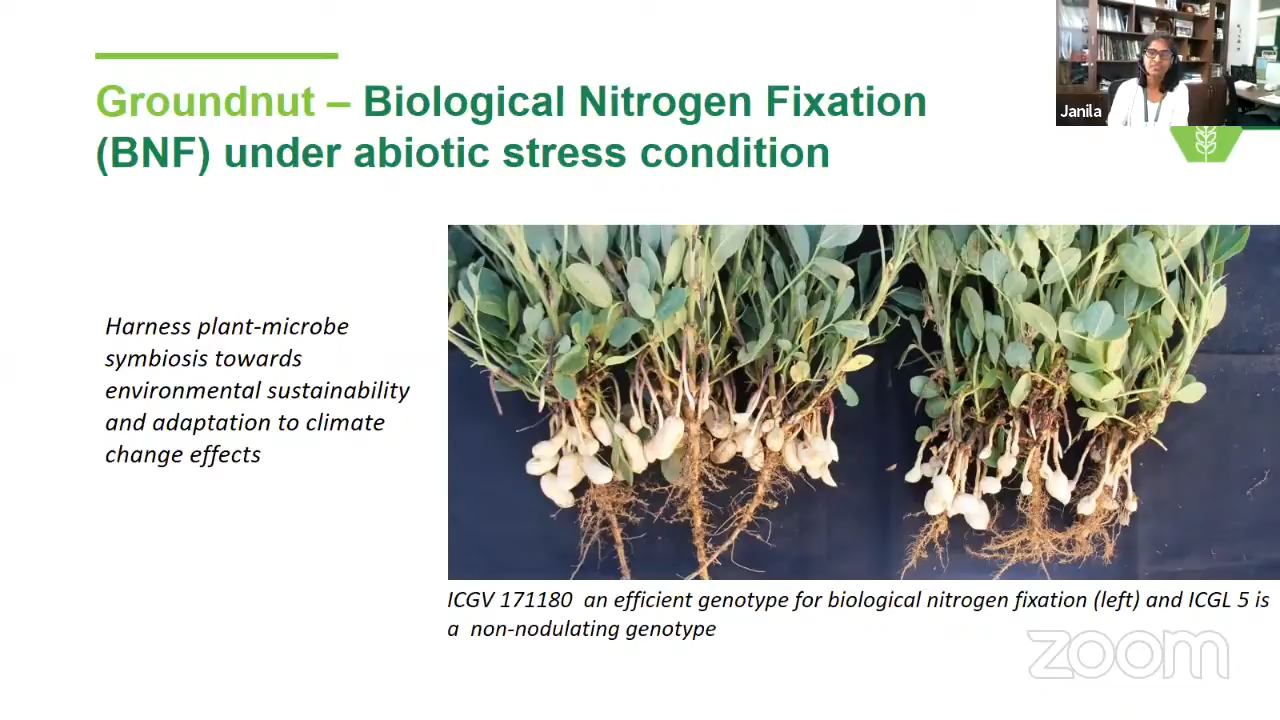 Groundnut – Biological Nitrogen Fixation
(BNF) under abiotic stress condition
Janila
Harness plant-microbe
symbiosis towards
environmental sustainability
and adaptation to climate
change effects
ICGV 171180 an efficient genotype for biological nitrogen fixation (left) and ICGL 5 is
a non-nodulating genotype
zoom